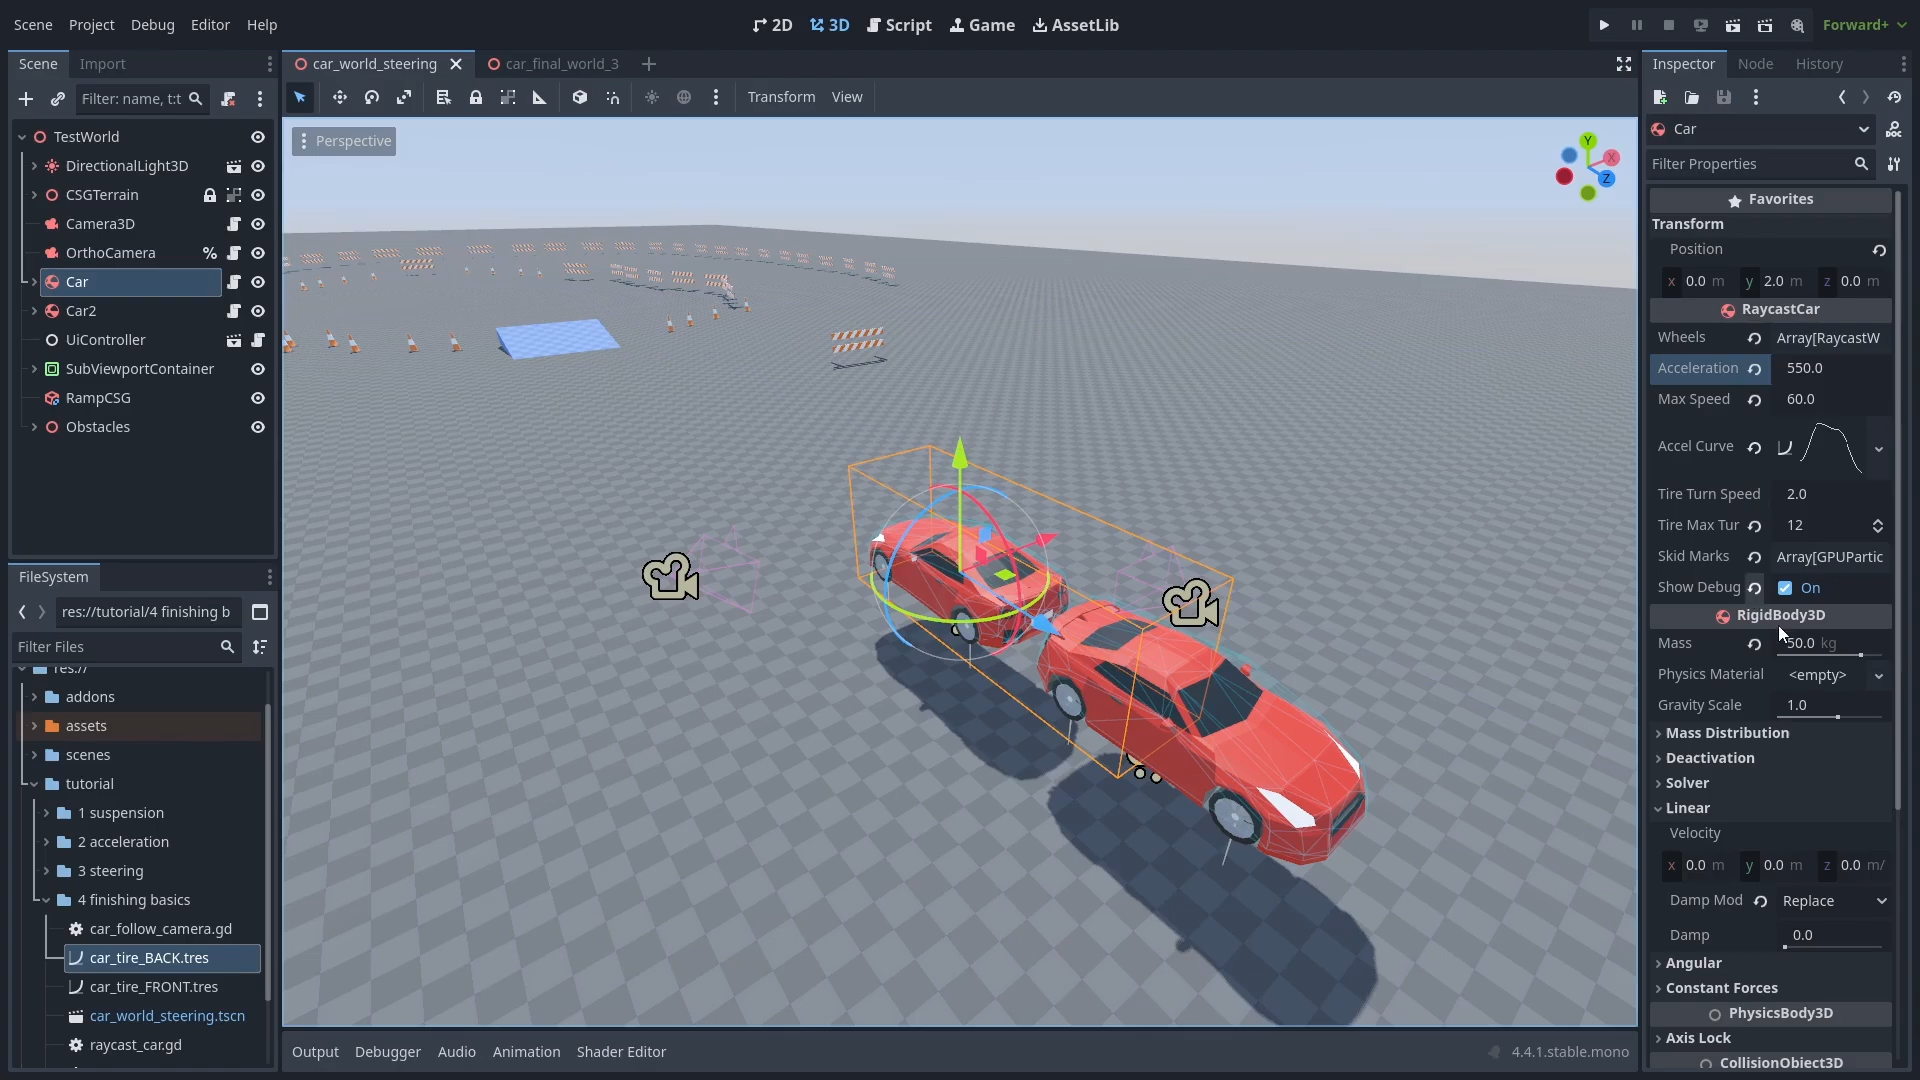 Scene Project Debug Editor Help
2D 3D Script Game AssetLib
Forward+
Scene Import
Filter: name, t:t
TestWorld
DirectionalLight3D
CSGTerrain
Camera3D
OrthoCamera
Car
Car2
UiController
SubViewportContainer
RampCSG
Obstacles
FileSystem
res://tutorial/4 finishing b
Filter Files
res://
addons
assets
scenes
tutorial
1 suspension
2 acceleration
3 steering
4 finishing basics
car_follow_camera.gd
car_tire_BACK.tres
car_tire_FRONT.tres
car_world_steering.tscn
raycast_car.gd
car_world_steering car_final_world_3
Transform View
Perspective
Y
X
Z
Output Debugger Audio Animation Shader Editor
4.4.1.stable.mono
Inspector Node History
Car
DOC
Filter Properties
Favorites
Transform
Position
x 0.0 m y 2.0 m z 0.0 m
RaycastCar
Wheels Array[RaycastW
Acceleration 550.0
Max Speed 60.0
Accel Curve
Tire Turn Speed 2.0
Tire Max Tur 12
Skid Marks Array[GPUPartic
Show Debug On
RigidBody3D
Mass 50.0 kg
Physics Material <empty>
Gravity Scale 1.0
Mass Distribution
Deactivation
Solver
Linear
Velocity
x 0.0 m y 0.0 m z 0.0 m/
Damp Mod Replace
Damp 0.0
Angular
Constant Forces
PhysicsBody3D
Axis Lock
CollisionObject3D